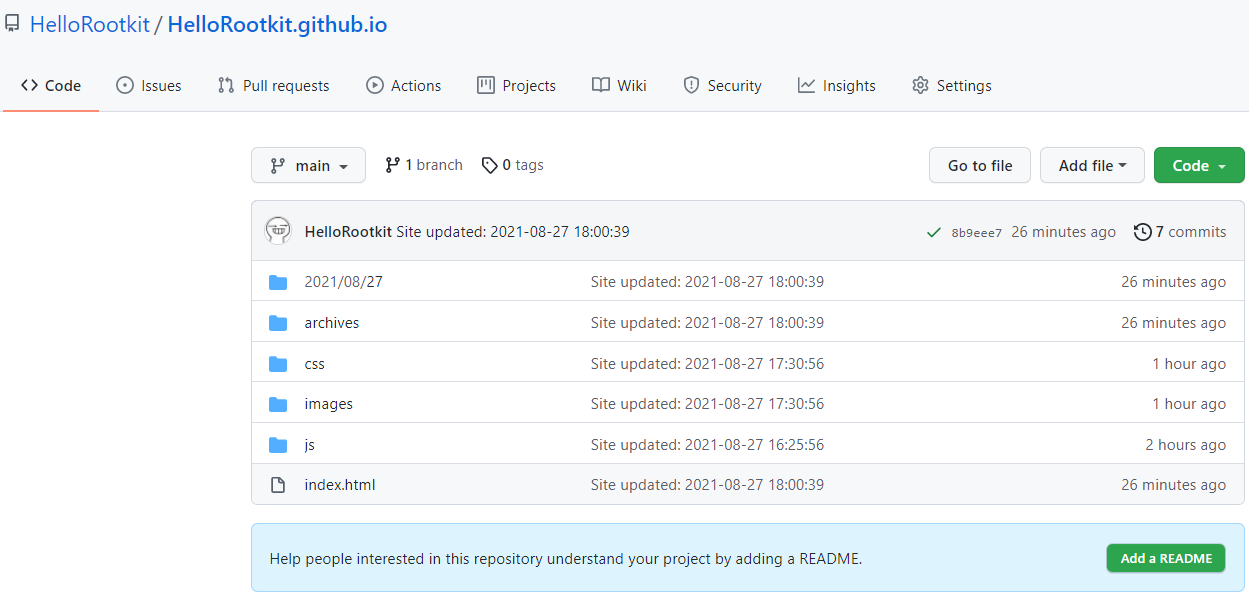 HelloRootkit / HelloRootkit.github.io
Code Issues Pull requests Actions Projects Wiki Security Insights Settings
main 1 branch 0 tags Go to file Add file Code
HelloRootkit Site updated: 2021-08-27 18:00:39 8b9eee7 26 minutes ago 7 commits
2021/08/27 Site updated: 2021-08-27 18:00:39 26 minutes ago
archives Site updated: 2021-08-27 18:00:39 26 minutes ago
css Site updated: 2021-08-27 17:30:56 1 hour ago
images Site updated: 2021-08-27 17:30:56 1 hour ago
js Site updated: 2021-08-27 16:25:56 2 hours ago
index.html Site updated: 2021-08-27 18:00:39 26 minutes ago
Help people interested in this repository understand your project by adding a README. Add a README